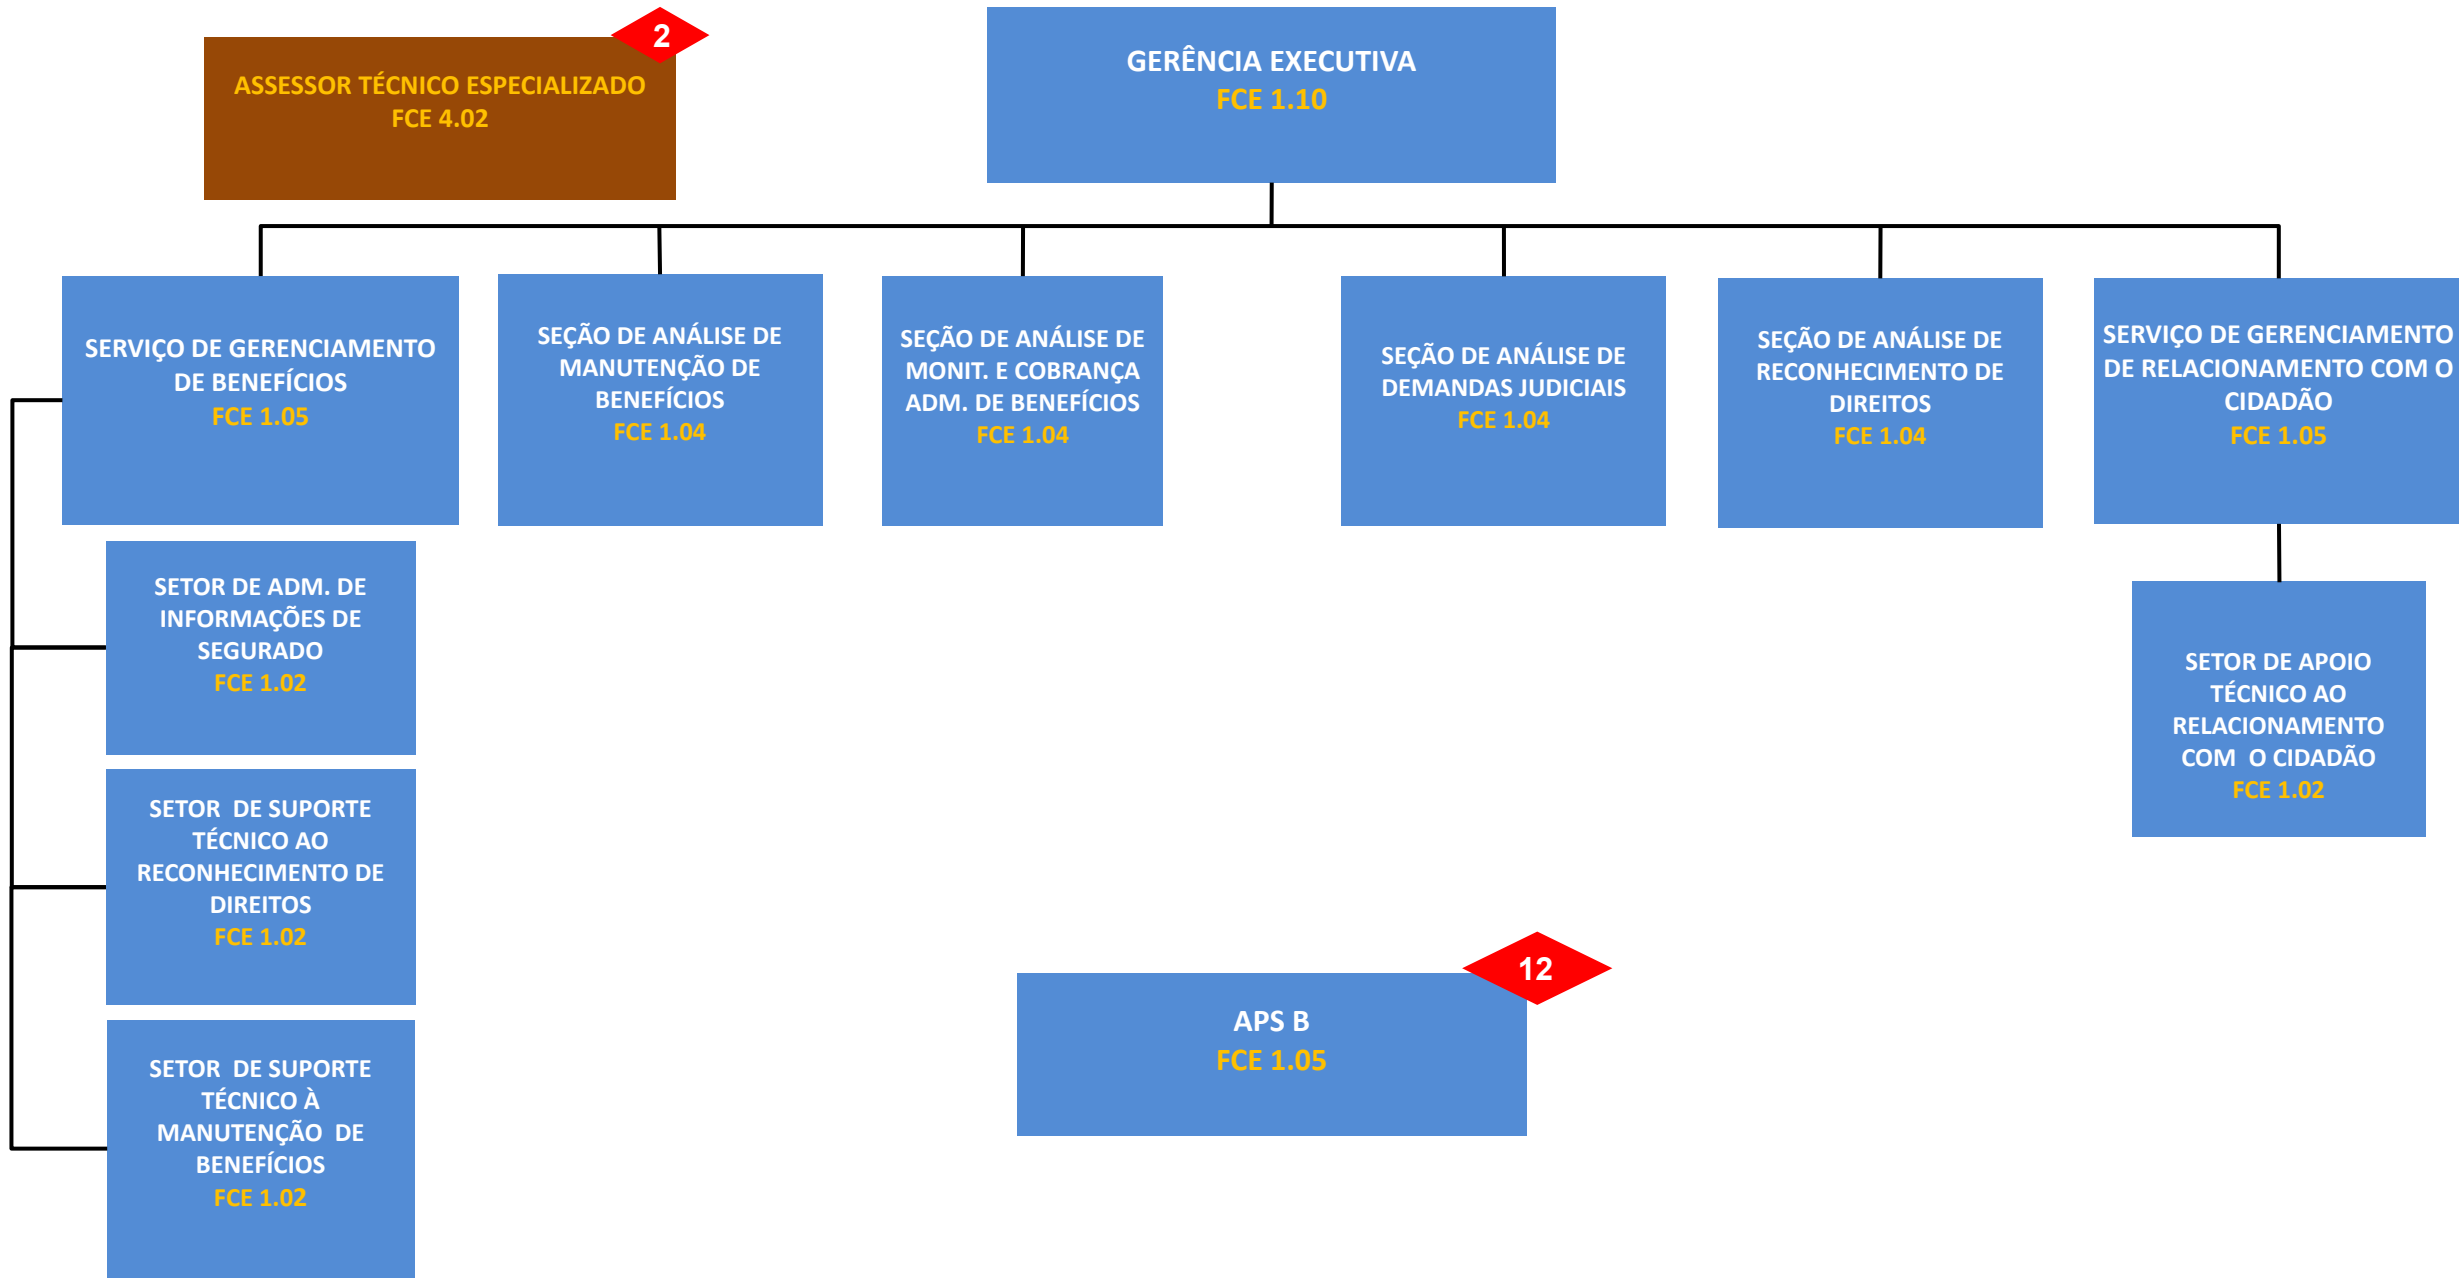 2
ASSESSOR TÉCNICO ESPECIALIZADO
FCE 4.02
GERÊNCIA EXECUTIVA
FCE 1.10
SERVIÇO DE GERENCIAMENTO
DE BENEFÍCIOS
FCE 1.05
SEÇÃO DE ANÁLISE DE
MANUTENÇÃO DE
BENEFÍCIOS
FCE 1.04
SEÇÃO DE ANÁLISE DE
MONIT. E COBRANÇA
ADM. DE BENEFÍCIOS
FCE 1.04
SEÇÃO DE ANÁLISE DE
DEMANDAS JUDICIAIS
FCE 1.04
SEÇÃO DE ANÁLISE DE
RECONHECIMENTO DE
DIREITOS
FCE 1.04
SERVIÇO DE GERENCIAMENTO
DE RELACIONAMENTO COM O
CIDADÃO
FCE 1.05
SETOR DE ADM. DE
INFORMAÇÕES DE
SEGURADO
FCE 1.02
SETOR DE SUPORTE
TÉCNICO AO
RECONHECIMENTO DE
DIREITOS
FCE 1.02
SETOR DE SUPORTE
TÉCNICO À
MANUTENÇÃO DE
BENEFÍCIOS
FCE 1.02
SETOR DE APOIO
TÉCNICO AO
RELACIONAMENTO
COM O CIDADÃO
FCE 1.02
12
APS B
FCE 1.05